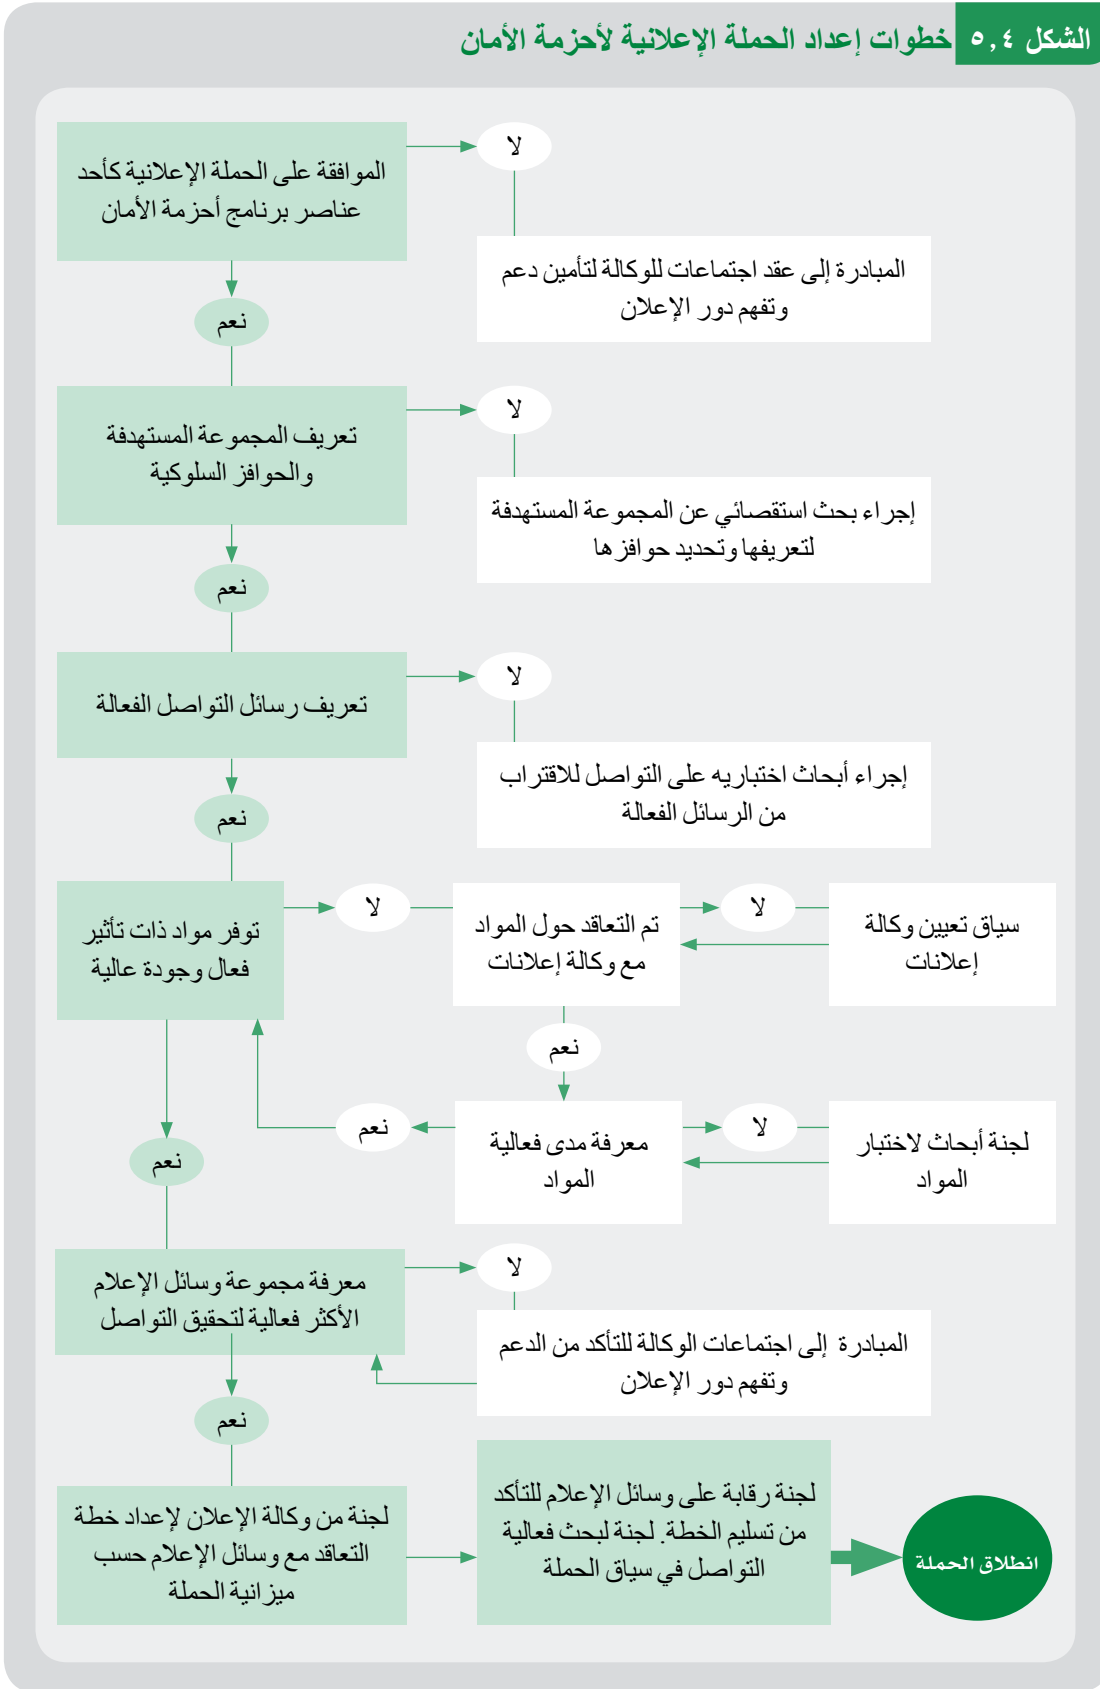 الشكل ٥,٤ خطوات إعداد الحملة الإعلانية لأحزمة الأمان
الموافقة على الحملة الإعلانية كأحد
عناصر برنامج أحزمة الأمان
لا
المبادرة إلى عقد اجتماعات للوكالة لتأمين دعم
وتفهم دور الإعلان
نعم
تعريف المجموعة المستهدفة
والحوافز السلوكية
لا
إجراء بحث استقصائي عن المجموعة المستهدفة
لتعريفها وتحديد حوافزها
نعم
تعريف رسائل التواصل الفعالة
لا
إجراء أبحاث اختباريه على التواصل للاقتراب
من الرسائل الفعالة
نعم
توفر مواد ذات تأثير
فعال وجودة عالية
لا
تم التعاقد حول المواد
مع وكالة إعلانات
لا
سياق تعيين وكالة
إعلانات
نعم
معرفة مدى فعالية
المواد
لا
لجنة أبحاث لاختبار
المواد
نعم
نعم
معرفة مجموعة وسائل الإعلام
الأكثر فعالية لتحقيق التواصل
لا
المبادرة إلى اجتماعات الوكالة للتأكد من الدعم
وتفهم دور الإعلان
نعم
لجنة من وكالة الإعلان لإعداد خطة
التعاقد مع وسائل الإعلام حسب
ميزانية الحملة
لجنة رقابة على وسائل الإعلام للتأكد
من تسليم الخطة. لجنة لبحث فعالية
التواصل في سياق الحملة
انطلاق الحملة